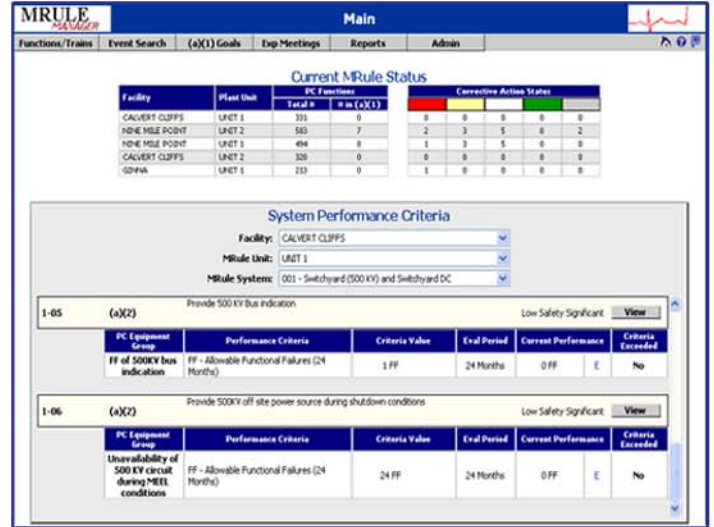 MRULE
MANAGER
Main
Functions/Trains Event Search (a)(1) Goals Exp Meetings Reports Admin
Current MRule Status
Facility Plant Unit PC Functions Corrective Action Status
Total # # in (a)(1)
CALVERT CLIFFS UNIT 1 331 0 0 0 0 0 0
NINE MILE POINT UNIT 2 583 7 2 3 5 8 2
NINE MILE POINT UNIT 1 494 8 1 3 5 0 0
CALVERT CLIFFS UNIT 2 320 0 0 0 0 0 0
GINNA UNIT 1 213 0 1 0 0 0 0
System Performance Criteria
Facility: CALVERT CLIFFS
MRule Unit: UNIT 1
MRule System: 001 - Switchyard (500 KV) and Switchyard DC
1-05 (a)(2) Provide 500 KV Bus indication Low Safety Significant View
PC Equipment Group Performance Criteria Criteria Value Eval Period Current Performance Criteria Exceeded
FF of 500KV bus indication FF - Allowable Functional Failures (24 Months) 1 FF 24 Months 0 FF E No
1-06 (a)(2) Provide 500KV off site power source during shutdown conditions Low Safety Significant View
PC Equipment Group Performance Criteria Criteria Value Eval Period Current Performance Criteria Exceeded
Unavailability of 500 KV circuit during MEEL conditions FF - Allowable Functional Failures (24 Months) 24 FF 24 Months 0 FF E No